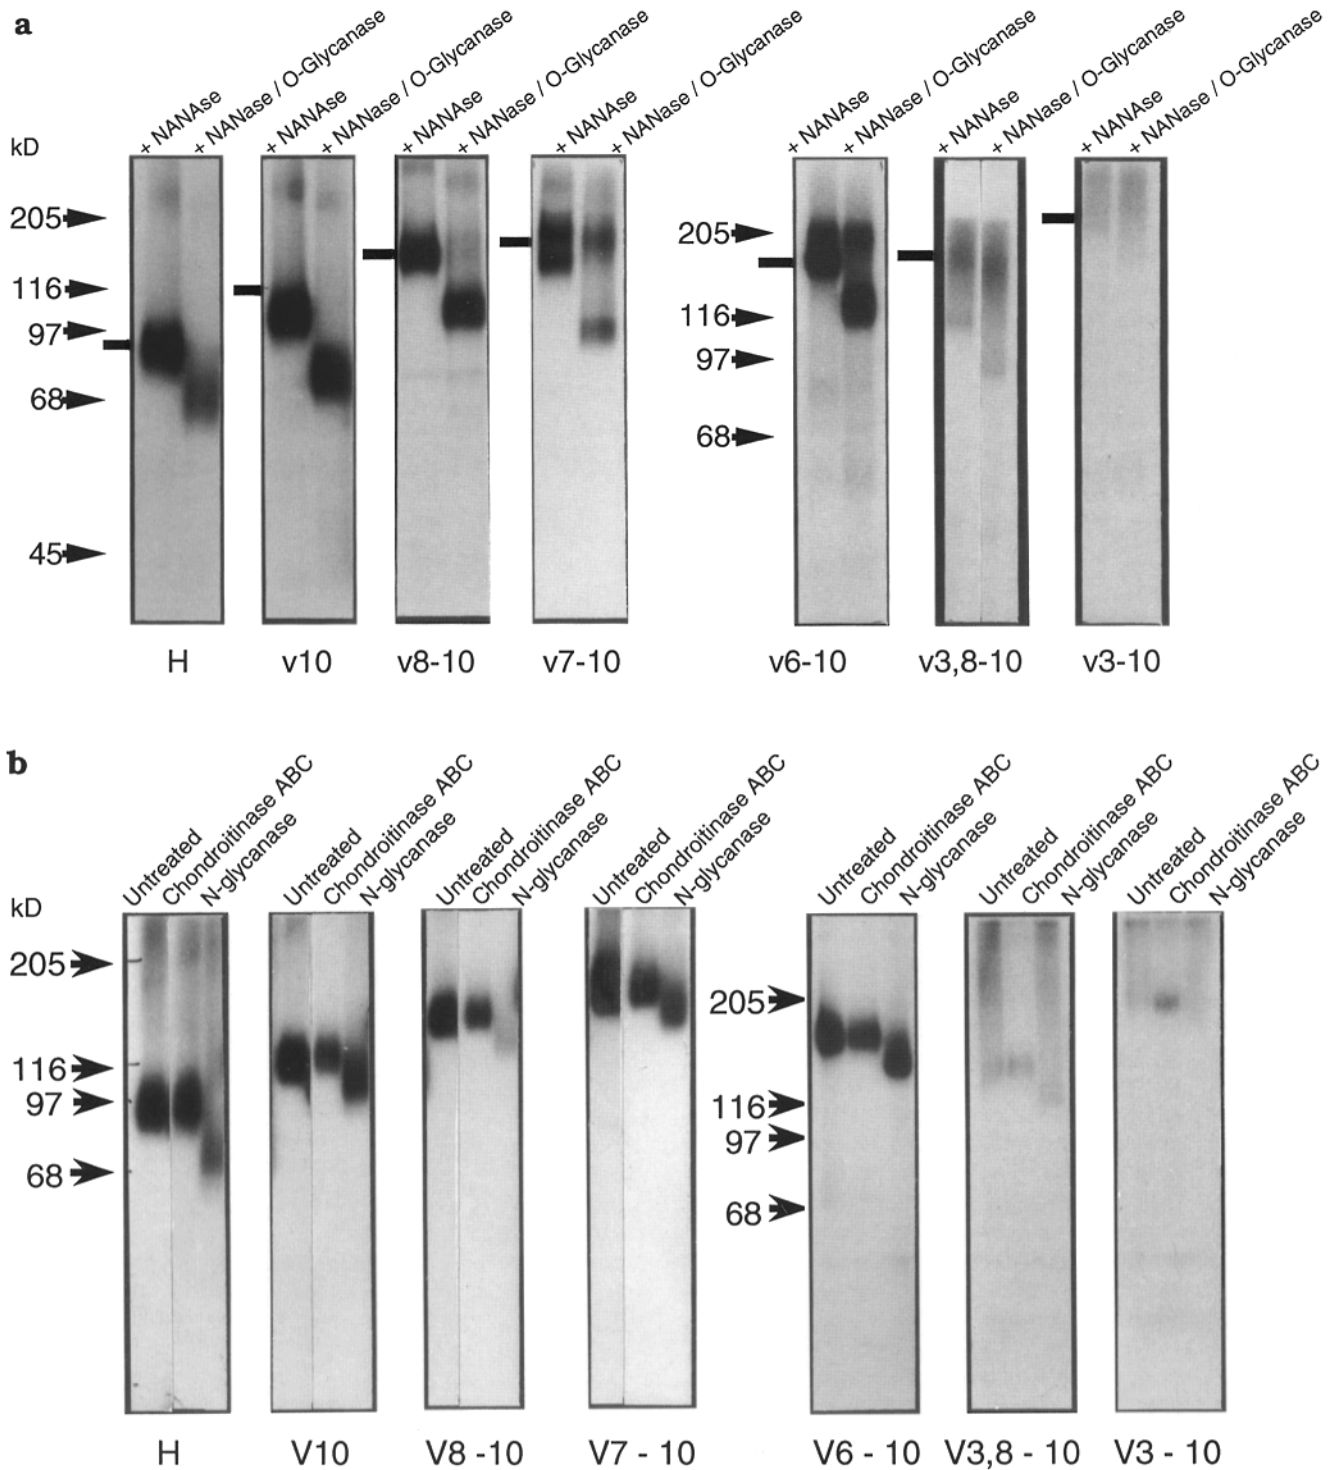 a
+ NANAse
+ NANase / O-Glycanase
+ NANAse
+ NANase / O-Glycanase
+ NANAse
+ NANase / O-Glycanase
+ NANAse
+ NANase / O-Glycanase
+ NANAse
+ NANase / O-Glycanase
+ NANAse
+ NANase / O-Glycanase
+ NANAse
+ NANase / O-Glycanase
kD
205
116
97
68
45
205
116
97
68
H
v10
v8-10
v7-10
v6-10
v3,8-10
v3-10
b
Untreated
Chondroitinase ABC
N-glycanase
Untreated
Chondroitinase ABC
N-glycanase
Untreated
Chondroitinase ABC
N-glycanase
Untreated
Chondroitinase ABC
N-glycanase
Untreated
Chondroitinase ABC
N-glycanase
Untreated
Chondroitinase ABC
N-glycanase
Untreated
Chondroitinase ABC
N-glycanase
kD
205
116
97
68
205
116
97
68
H
V10
V8 -10
V7 - 10
V6 - 10
V3,8 - 10
V3 - 10